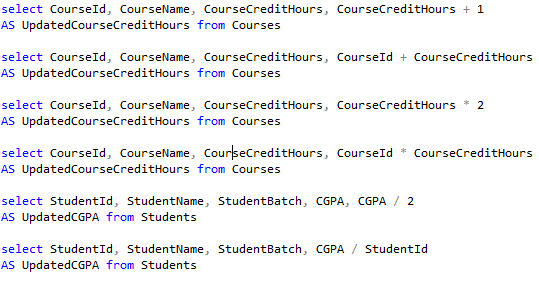 select CourseId, CourseName, CourseCreditHours, CourseCreditHours + 1
AS UpdatedCourseCreditHours from Courses
select CourseId, CourseName, CourseCreditHours, CourseId + CourseCreditHours
AS UpdatedCourseCreditHours from Courses
select CourseId, CourseName, CourseCreditHours, CourseCreditHours * 2
AS UpdatedCourseCreditHours from Courses
select CourseId, CourseName, CourseCreditHours, CourseId * CourseCreditHours
AS UpdatedCourseCreditHours from Courses
select StudentId, StudentName, StudentBatch, CGPA, CGPA / 2
AS UpdatedCGPA from Students
select StudentId, StudentName, StudentBatch, CGPA / StudentId
AS UpdatedCGPA from Students